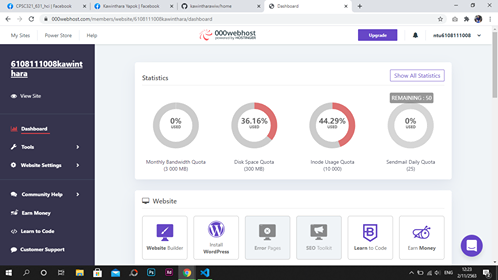 CPSC321_631_hci | Facebook
Kawinthara Yapok | Facebook
kawintharaviw/home
Dashboard
000webhost.com/members/website/6108111008kawinthara/dashboard
My Sites
Power Store
Help
000webhost
powered by HOSTINGER
Upgrade
ntu6108111008
6108111008kawint
hara
View Site
Dashboard
Tools
Website Settings
Community Help
Earn Money
Learn to Code
Customer Support
Statistics
Show All Statistics
REMAINING : 50
0%
USED
36.16%
USED
44.29%
USED
0%
USED
Monthly Bandwidth Quota
(3 000 MB)
Disk Space Quota
(300 MB)
Inode Usage Quota
(10 000)
Sendmail Daily Quota
(25)
Website
Website Builder
Install
WordPress
Error Pages
SEO Toolkit
Learn to Code
Earn Money
12:23
2/11/2563